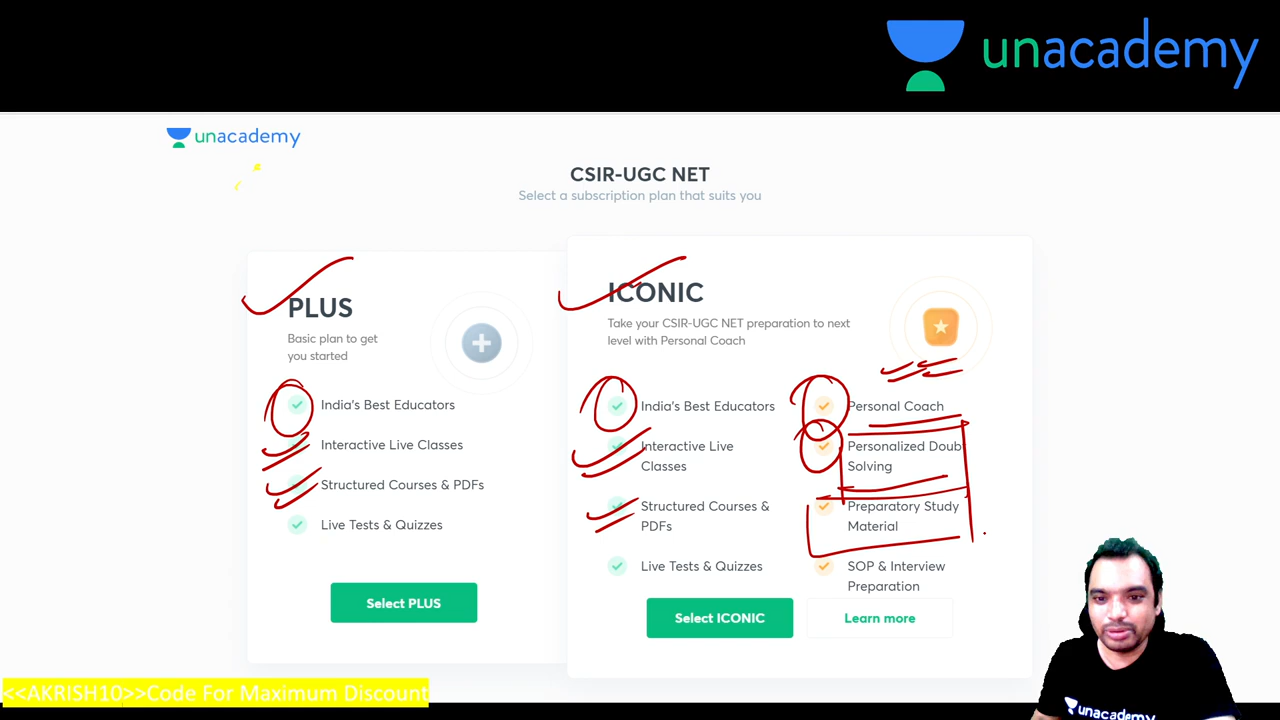 unacademy
unacademy
CSIR-UGC NET
Select a subscription plan that suits you
PLUS
Basic plan to get
you started
India's Best Educators
Interactive Live Classes
Structured Courses & PDFs
Live Tests & Quizzes
Select PLUS
ICONIC
Take your CSIR-UGC NET preparation to next
level with Personal Coach
India's Best Educators
Interactive Live
Classes
Structured Courses &
PDFs
Live Tests & Quizzes
Personal Coach
Personalized Doub
Solving
Preparatory Study
Material
SOP & Interview
Preparation
Select ICONIC
Learn more
<<AKRISH10>>Code For Maximum Discount
unacademy